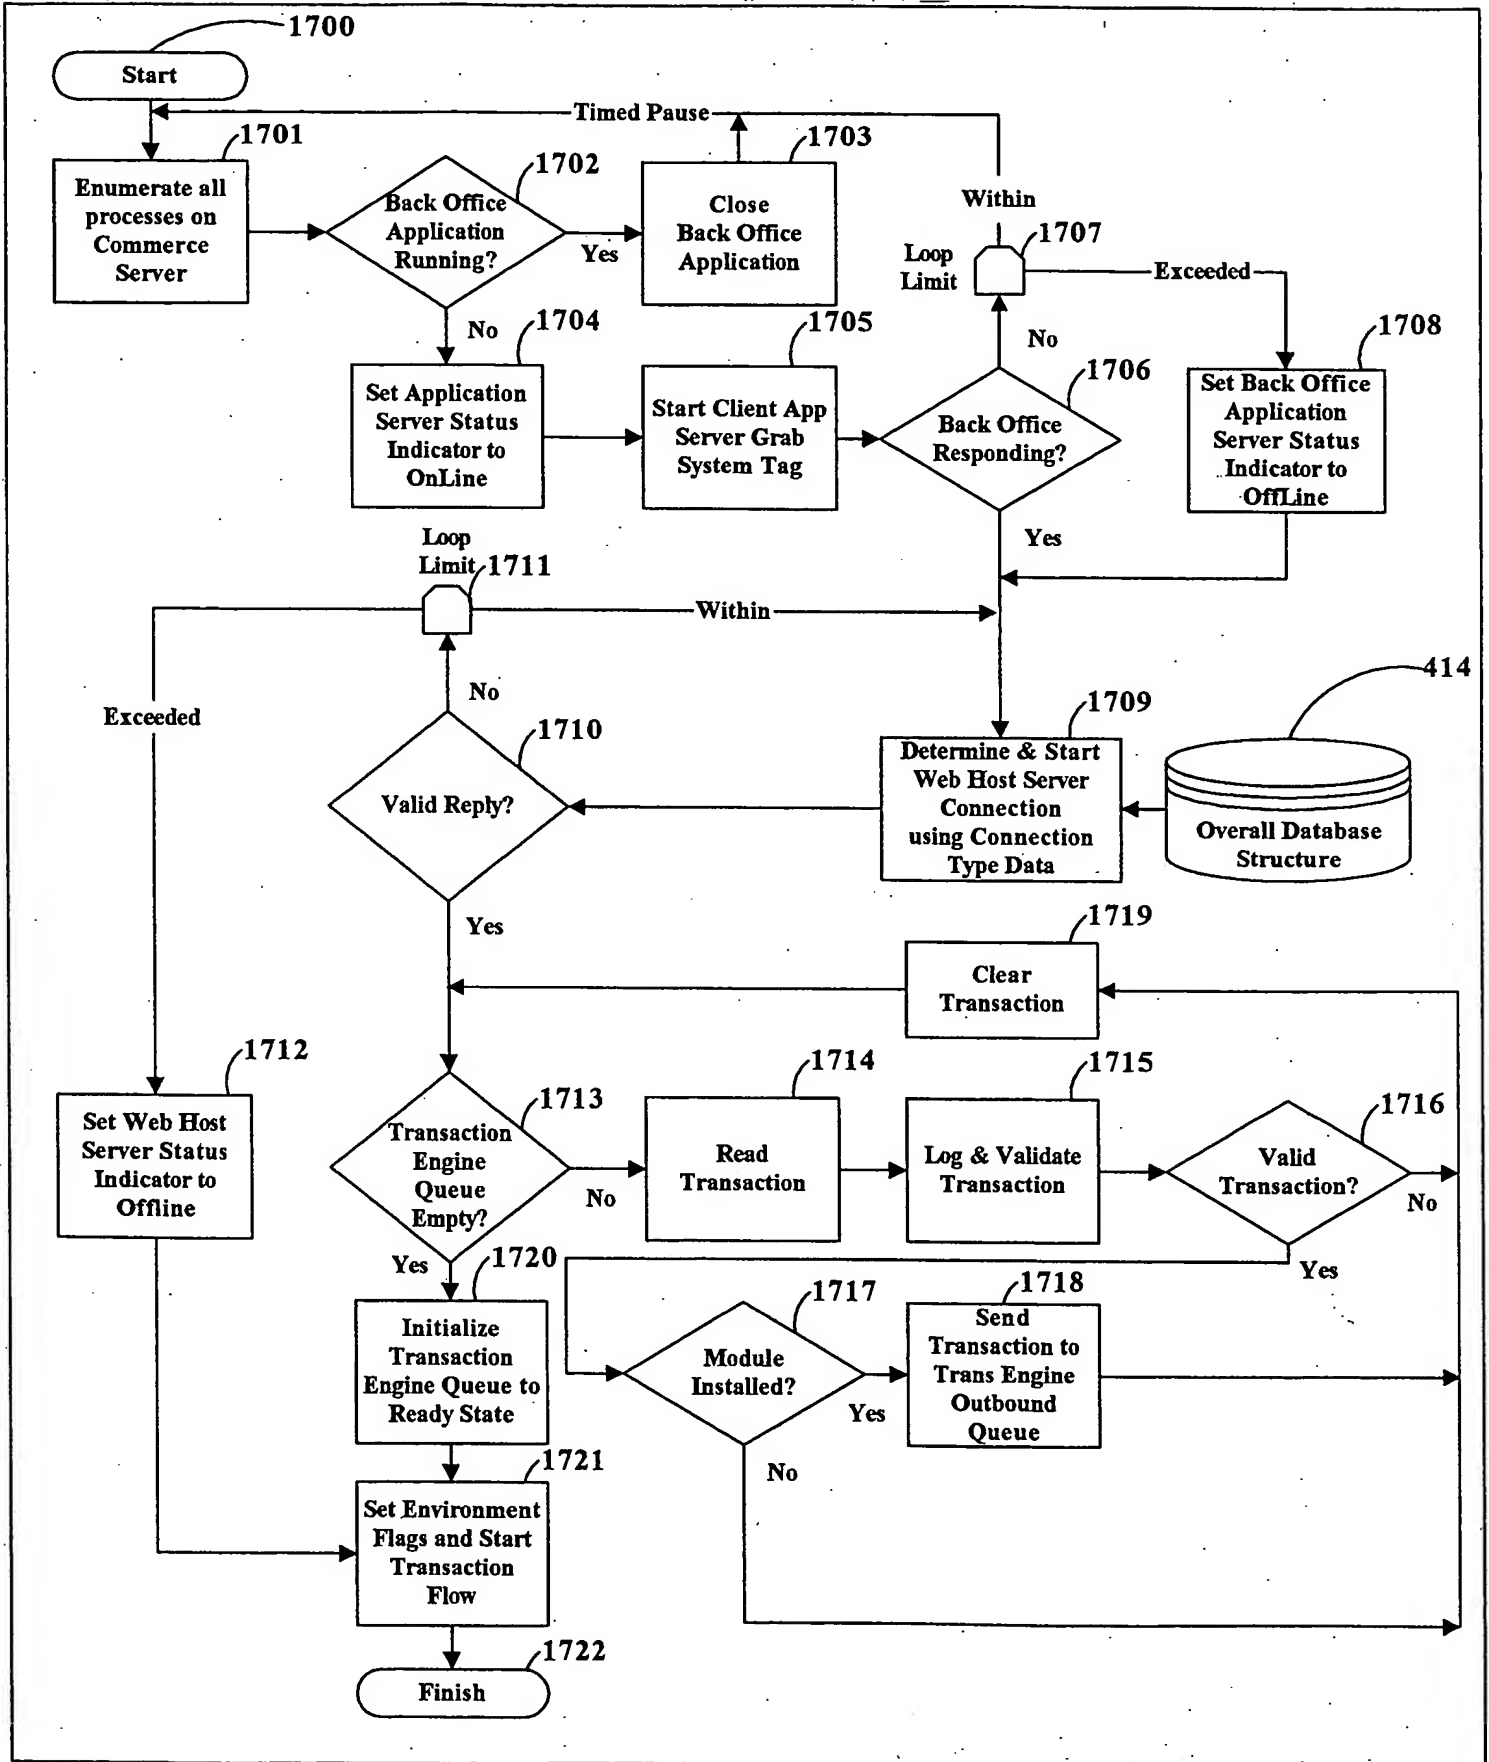 1700
Start
Timed Pause
1701
1702
1703
Enumerate all
processes on
Commerce
Server
Back Office
Application
Running?
Yes
Close
Back Office
Application
Within
1707
Loop
Limit
Exceeded
No
1704
1705
No
1706
1708
Set Application
Server Status
Indicator to
OnLine
Start Client App
Server Grab
System Tag
Back Office
Responding?
Set Back Office
Application
Server Status
Indicator to
OffLine
Yes
Loop
Limit
1711
Within
Exceeded
No
1710
1709
414
Valid Reply?
Determine & Start
Web Host Server
Connection
using Connection
Type Data
Overall Database
Structure
Yes
1719
Clear
Transaction
1712
Set Web Host
Server Status
Indicator to
Offline
1713
1714
1715
1716
Transaction
Engine
Queue
Empty?
No
Read
Transaction
Log & Validate
Transaction
Valid
Transaction?
No
Yes
Yes
1720
1717
1718
Initialize
Transaction
Engine Queue to
Ready State
Module
Installed?
Yes
Send
Transaction to
Trans Engine
Outbound
Queue
No
1721
Set Environment
Flags and Start
Transaction
Flow
1722
Finish